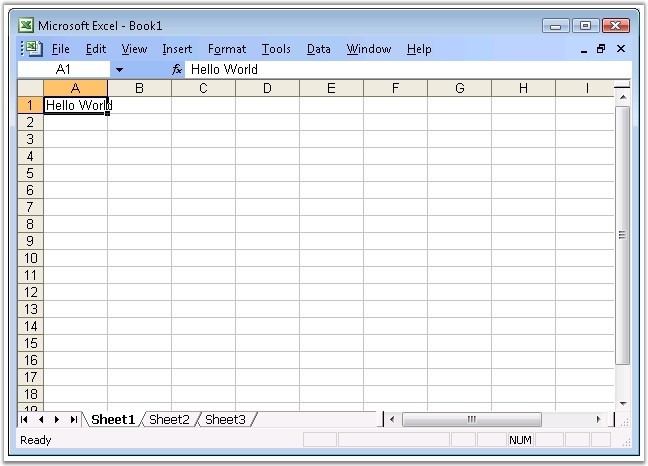 Microsoft Excel - Book1
File Edit View Insert Format Tools Data Window Help
A1 fx Hello World
A B C D E F G H I
1 Hello World
2
3
4
5
6
7
8
9
10
11
12
13
14
15
16
17
18
19
Sheet1 Sheet2 Sheet3
Ready NUM